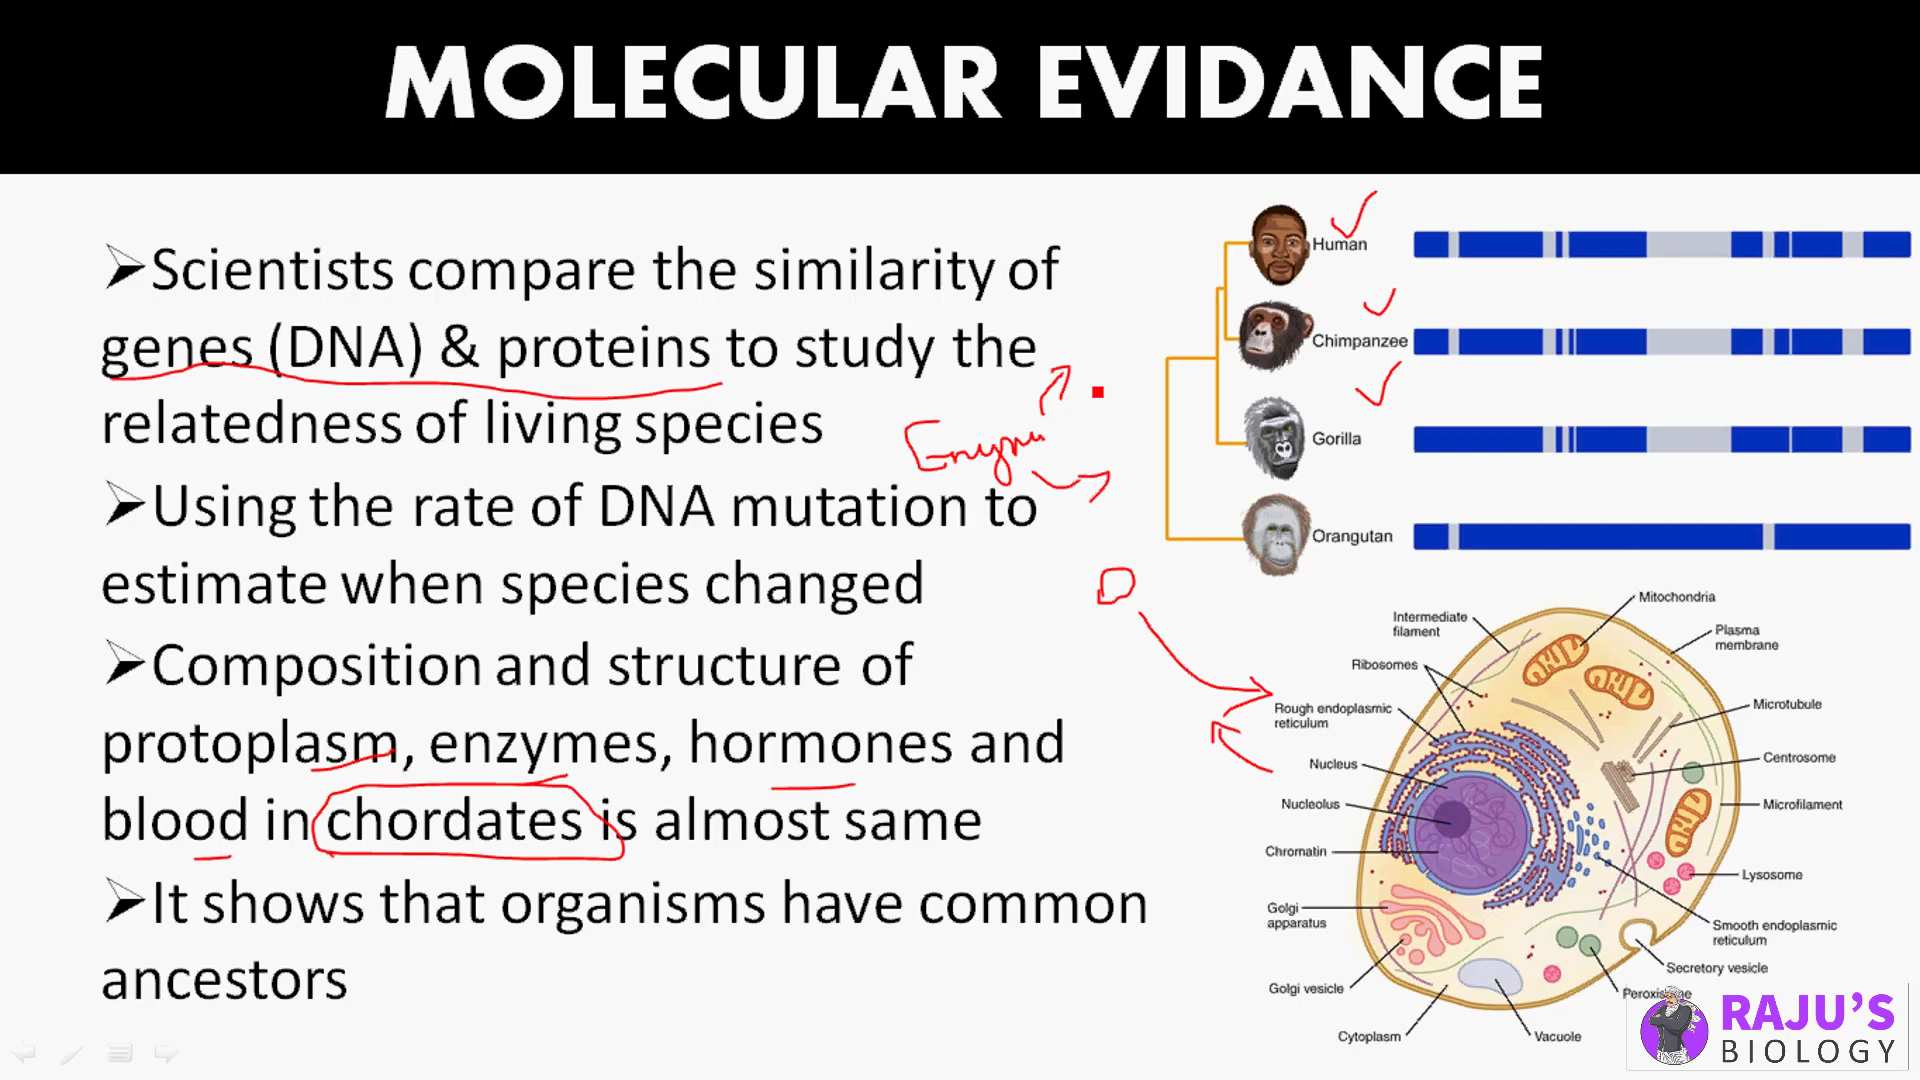 MOLECULAR EVIDANCE
➢Scientists compare the similarity of
genes (DNA) & proteins to study the
relatedness of living species
➢Using the rate of DNA mutation to
estimate when species changed
➢Composition and structure of
protoplasm, enzymes, hormones and
blood in chordates is almost same
➢It shows that organisms have common
ancestors
Human
Chimpanzee
Gorilla
Orangutan
Mitochondria
Intermediate
filament
Plasma
membrane
Ribosomes
Microtubule
Rough endoplasmic
reticulum
Centrosome
Nucleus
Nucleolus
Microfilament
Chromatin
Lysosome
Golgi
apparatus
Smooth endoplasmic
reticulum
Secretory vesicle
Golgi vesicle
Cytoplasm
Vacuole
RAJU'S
BIOLOGY